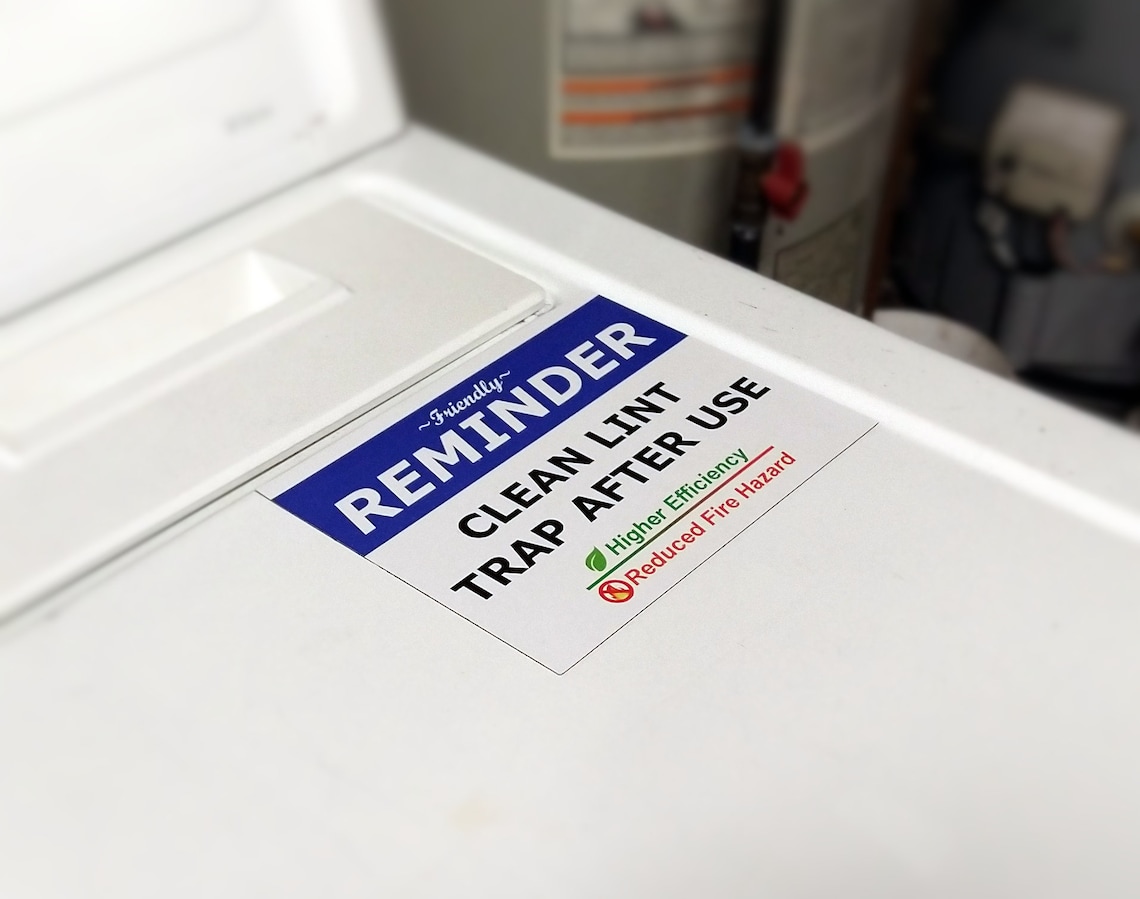 ~Friendly~
REMINDER
CLEAN LINT
TRAP AFTER USE
Higher Efficiency
Reduced Fire Hazard